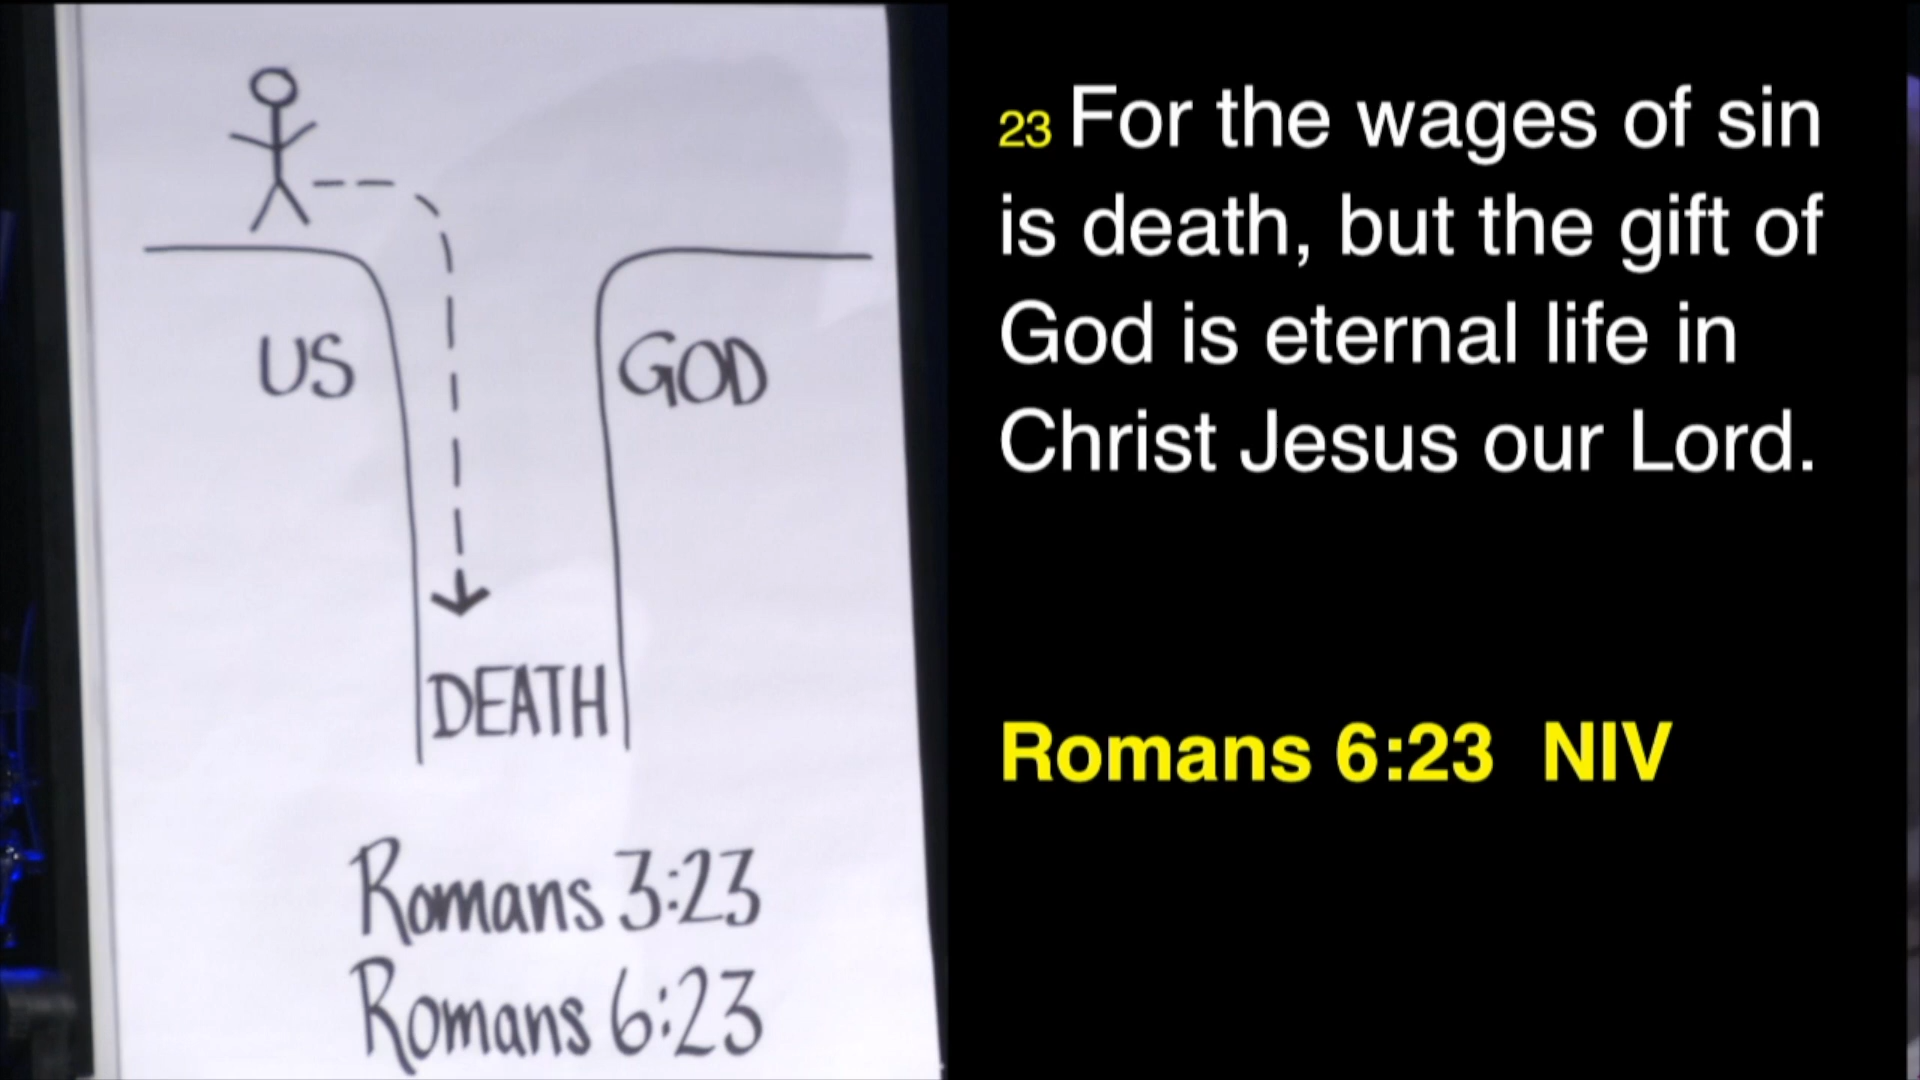 US
GOD
DEATH
Romans 3:23
Romans 6:23
23 For the wages of sin
is death, but the gift of
God is eternal life in
Christ Jesus our Lord.
Romans 6:23 NIV